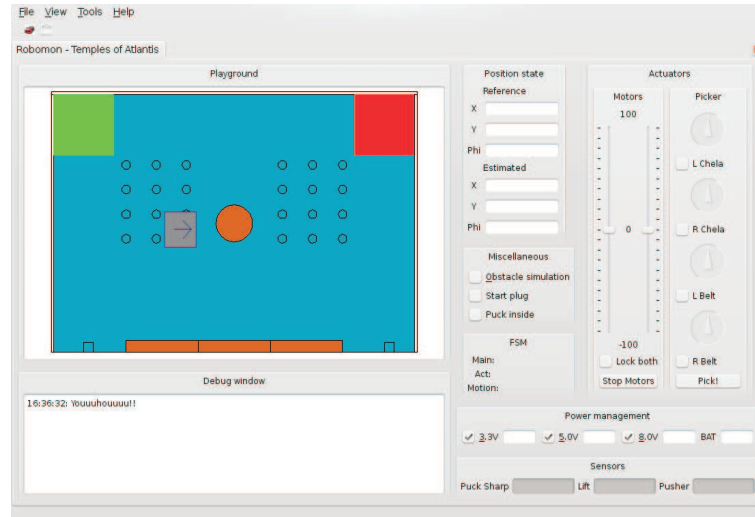 File View Tools Help
Robomon - Temples of Atlantis
Playground
Debug window
16:36:32: Youuuhouuuu!!
Position state
Reference
X
Y
Phi
Estimated
X
Y
Phi
Miscellaneous
Obstacle simulation
Start plug
Puck inside
FSM
Main:
Act:
Motion:
Actuators
Motors
100
0
-100
Lock both
Stop Motors
Picker
L Chela
R Chela
L Belt
R Belt
Pick!
Power management
3.3V 5.0V 8.0V BAT
Sensors
Puck Sharp Lift Pusher